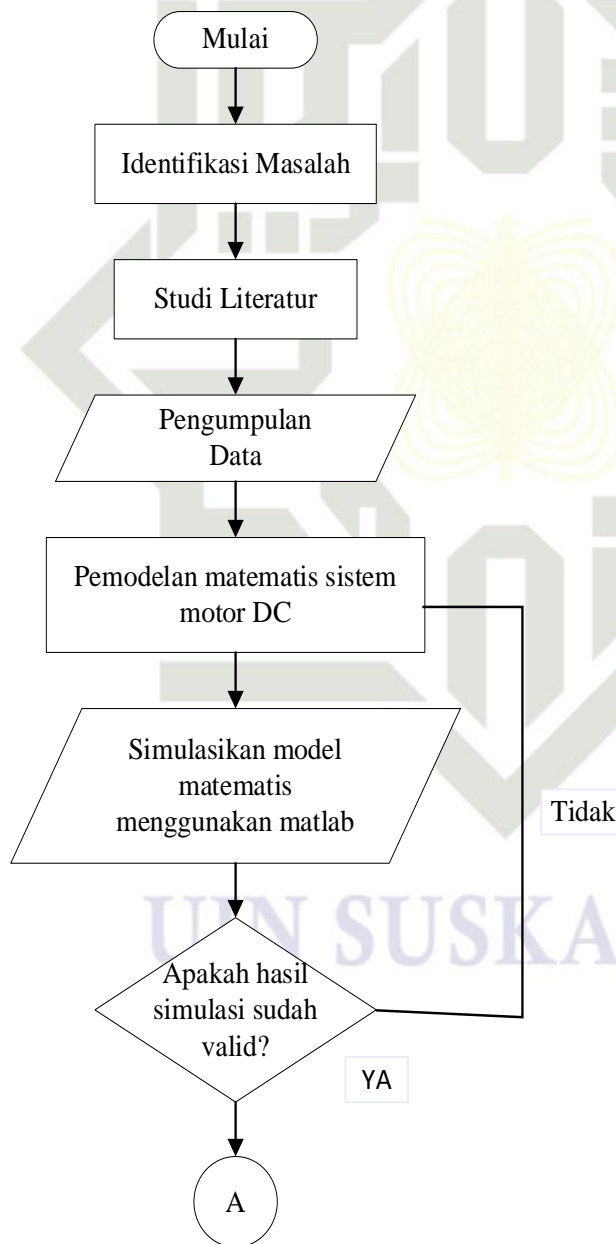 Mulai
Identifikasi Masalah
Studi Literatur
Pengumpulan
Data
Pemodelan matematis sistem
motor DC
Simulasikan model
matematis
menggunakan matlab
Tidak
UIN SUSKA
Apakah hasil
simulasi sudah
valid?
YA
A